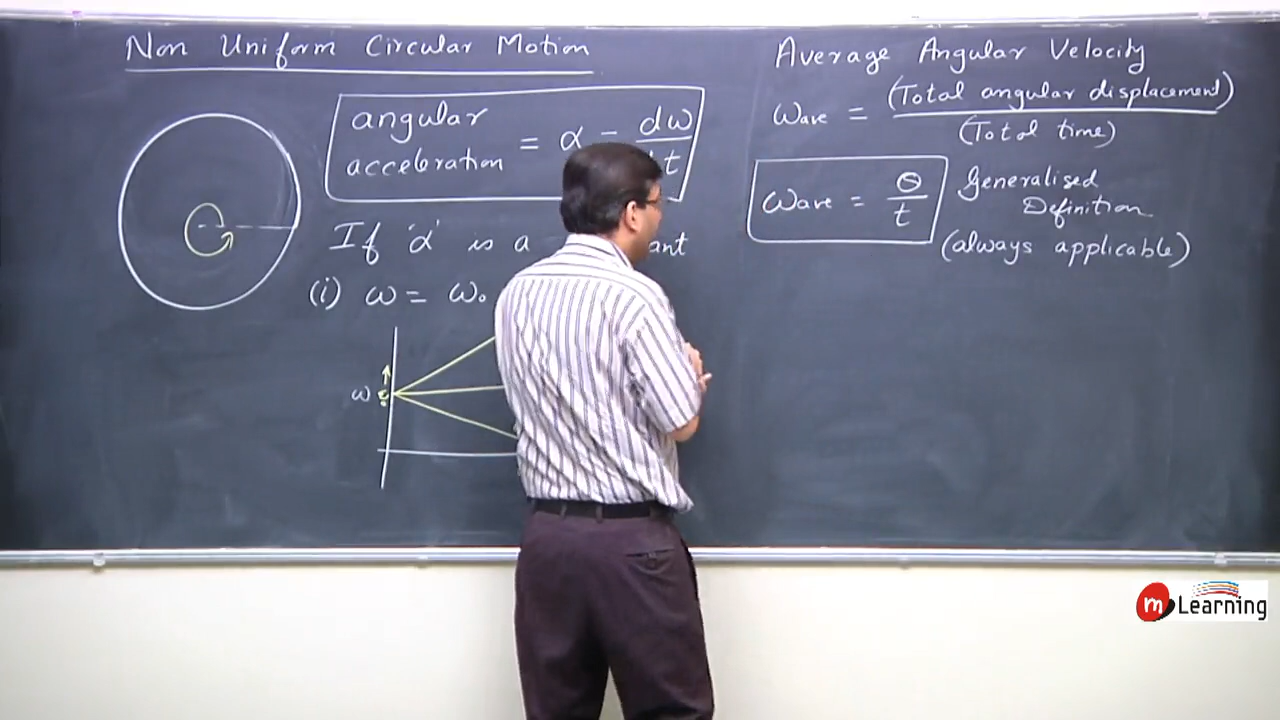 Non Uniform Circular Motion
angular
acceleration = α = dω
t
If 'α' is a ant
(i) ω = ω₀
ω
Average Angular Velocity
ωave = (Total angular displacement)
(Total time)
ωave = θ
t
Generalised
Definition
(always applicable)
m Learning